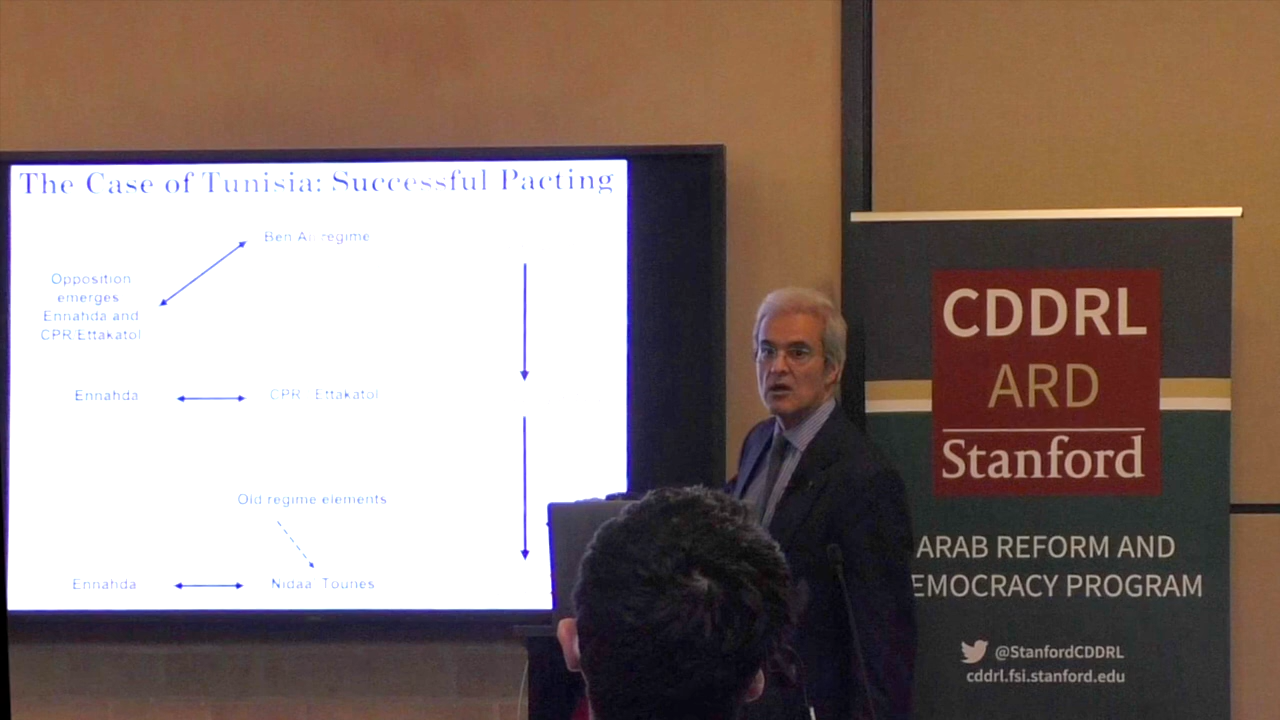 The Case of Tunisia: Successful Pacting
Ben Ali regime
Opposition
emerges
Ennahda and
CPR Ettakatol
Ennahda
CPR Ettakatol
Old regime elements
Ennahda
Nidaa Tounes
CDDRL
ARD
Stanford
ARAB REFORM AND
EMOCRACY PROGRAM
@StanfordCDDRL
cddrl.fsi.stanford.edu